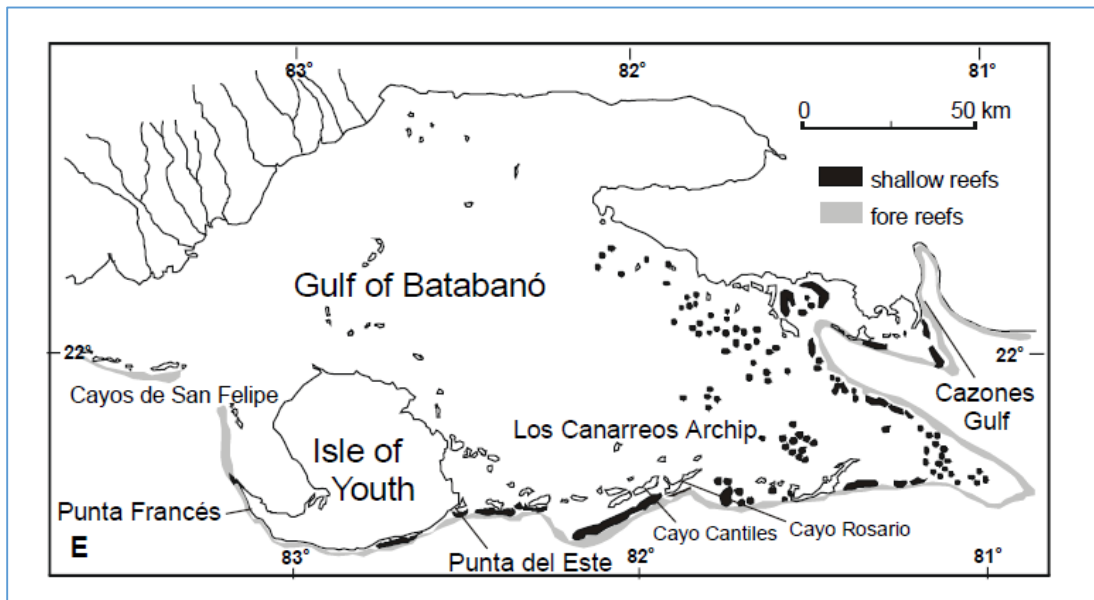 83°
82°
81°
0 50 km
shallow reefs
fore reefs
Gulf of Batabanó
22°
22°
Cayos de San Felipe
Cazones
Gulf
Los Canarreos Archip.
Isle of
Youth
Punta Francés
Cayo Rosario
Cayo Cantiles
E
Punta del Este
83°
82°
81°